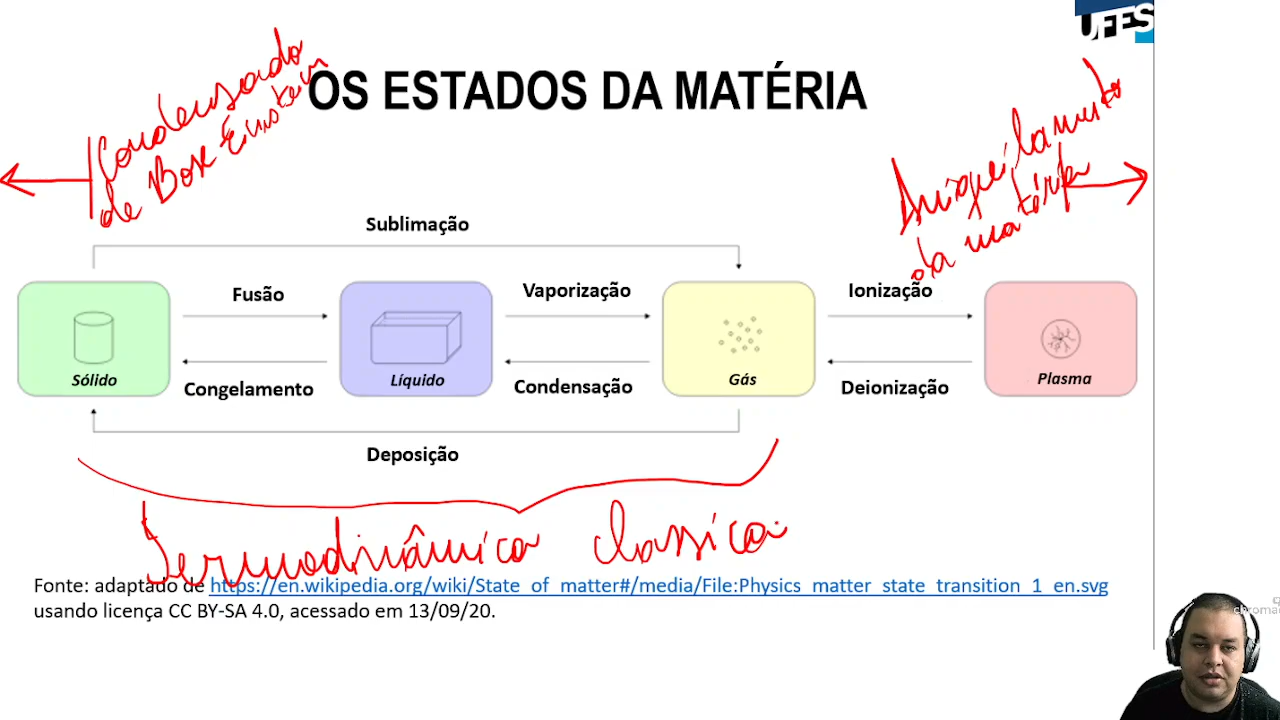 UFES
OS ESTADOS DA MATÉRIA
Condensado
de Bose Einstein
Aniquilamento
da matéria
Sublimação
Fusão
Vaporização
Ionização
Sólido
Líquido
Gás
Plasma
Congelamento
Condensação
Deionização
Deposição
Termodinâmica Classica
Fonte: adaptado de https://en.wikipedia.org/wiki/State_of_matter#/media/File:Physics_matter_state_transition_1_en.svg
usando licença CC BY-SA 4.0, acessado em 13/09/20.